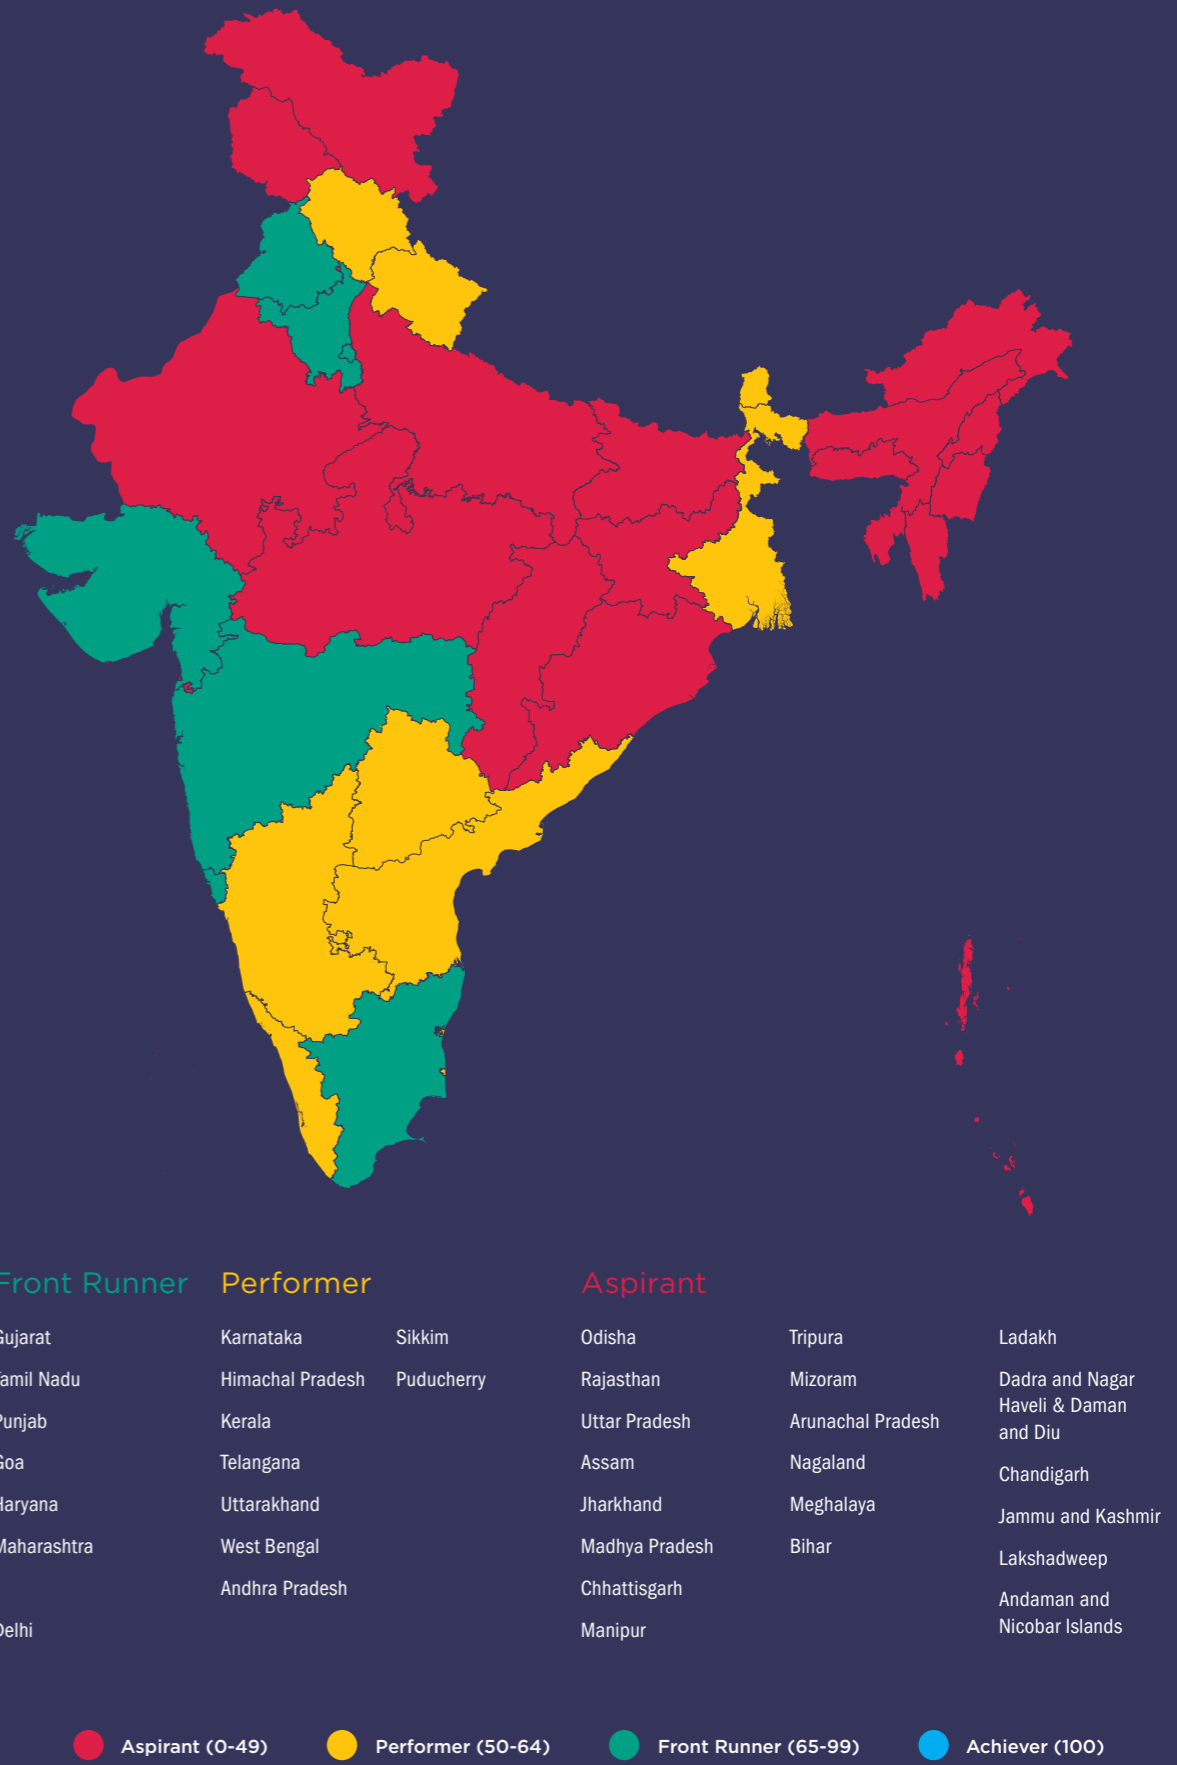 Front Runner
Gujarat
Tamil Nadu
Punjab
Goa
Haryana
Maharashtra
Delhi
Performer
Karnataka
Himachal Pradesh
Kerala
Telangana
Uttarakhand
West Bengal
Andhra Pradesh
Sikkim
Puducherry
Aspirant
Odisha
Rajasthan
Uttar Pradesh
Assam
Jharkhand
Madhya Pradesh
Chhattisgarh
Manipur
Tripura
Mizoram
Arunachal Pradesh
Nagaland
Meghalaya
Bihar
Ladakh
Dadra and Nagar
Haveli & Daman
and Diu
Chandigarh
Jammu and Kashmir
Lakshadweep
Andaman and
Nicobar Islands
Aspirant (0-49)
Performer (50-64)
Front Runner (65-99)
Achiever (100)